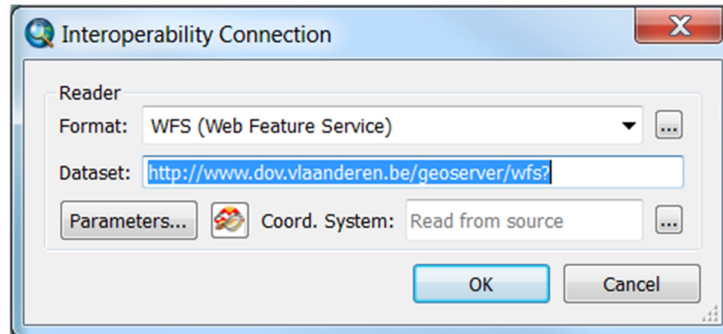 Interoperability Connection
Reader
Format: WFS (Web Feature Service) ...
Dataset: http://www.dov.vlaanderen.be/geoserver/wfs?
Parameters... Coord. System: Read from source ...
OK Cancel